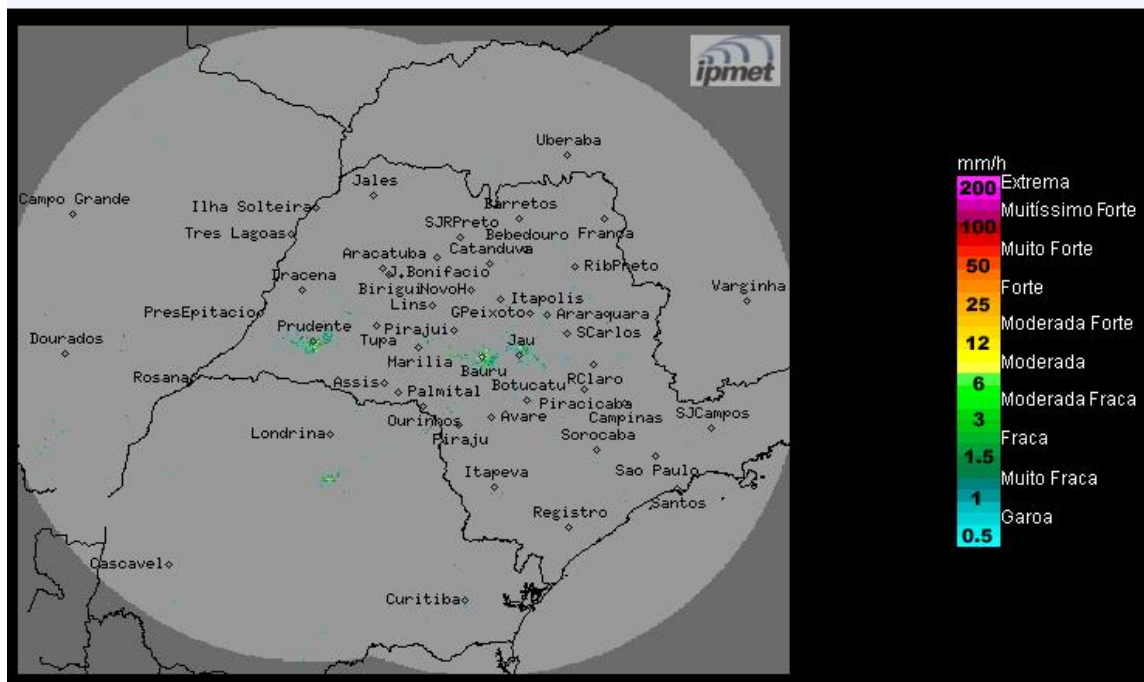 ipmet
Uberaba
Jales
Campo Grande
Ilha Solteira
Barretos
SJRPreto
Tres Lagoas
Bebedouro
Franca
Catanduva
Aracatuba
J.Bonifacio
RibPreto
Dracena
Birigui
NovoH
Itapolis
Varginha
Lins
PresEpitacio
GPeixoto
Araraquara
Prudente
Pirajui
SCarlos
Dourados
Tupa
Jau
Marilia
Bauru
Rosana
Assis
Botucatu
RClaro
Palmital
Piracicaba
Ourinhos
Avare
Campinas
SJCampos
Londrina
Piraju
Sorocaba
Itapeva
Sao Paulo
Santos
Registro
Cascavel
Curitiba
mm/h
200 Extrema
Muitíssimo Forte
100
Muito Forte
50
Forte
25
Moderada Forte
12
Moderada
6
Moderada Fraca
3
Fraca
1.5
Muito Fraca
1
Garoa
0.5